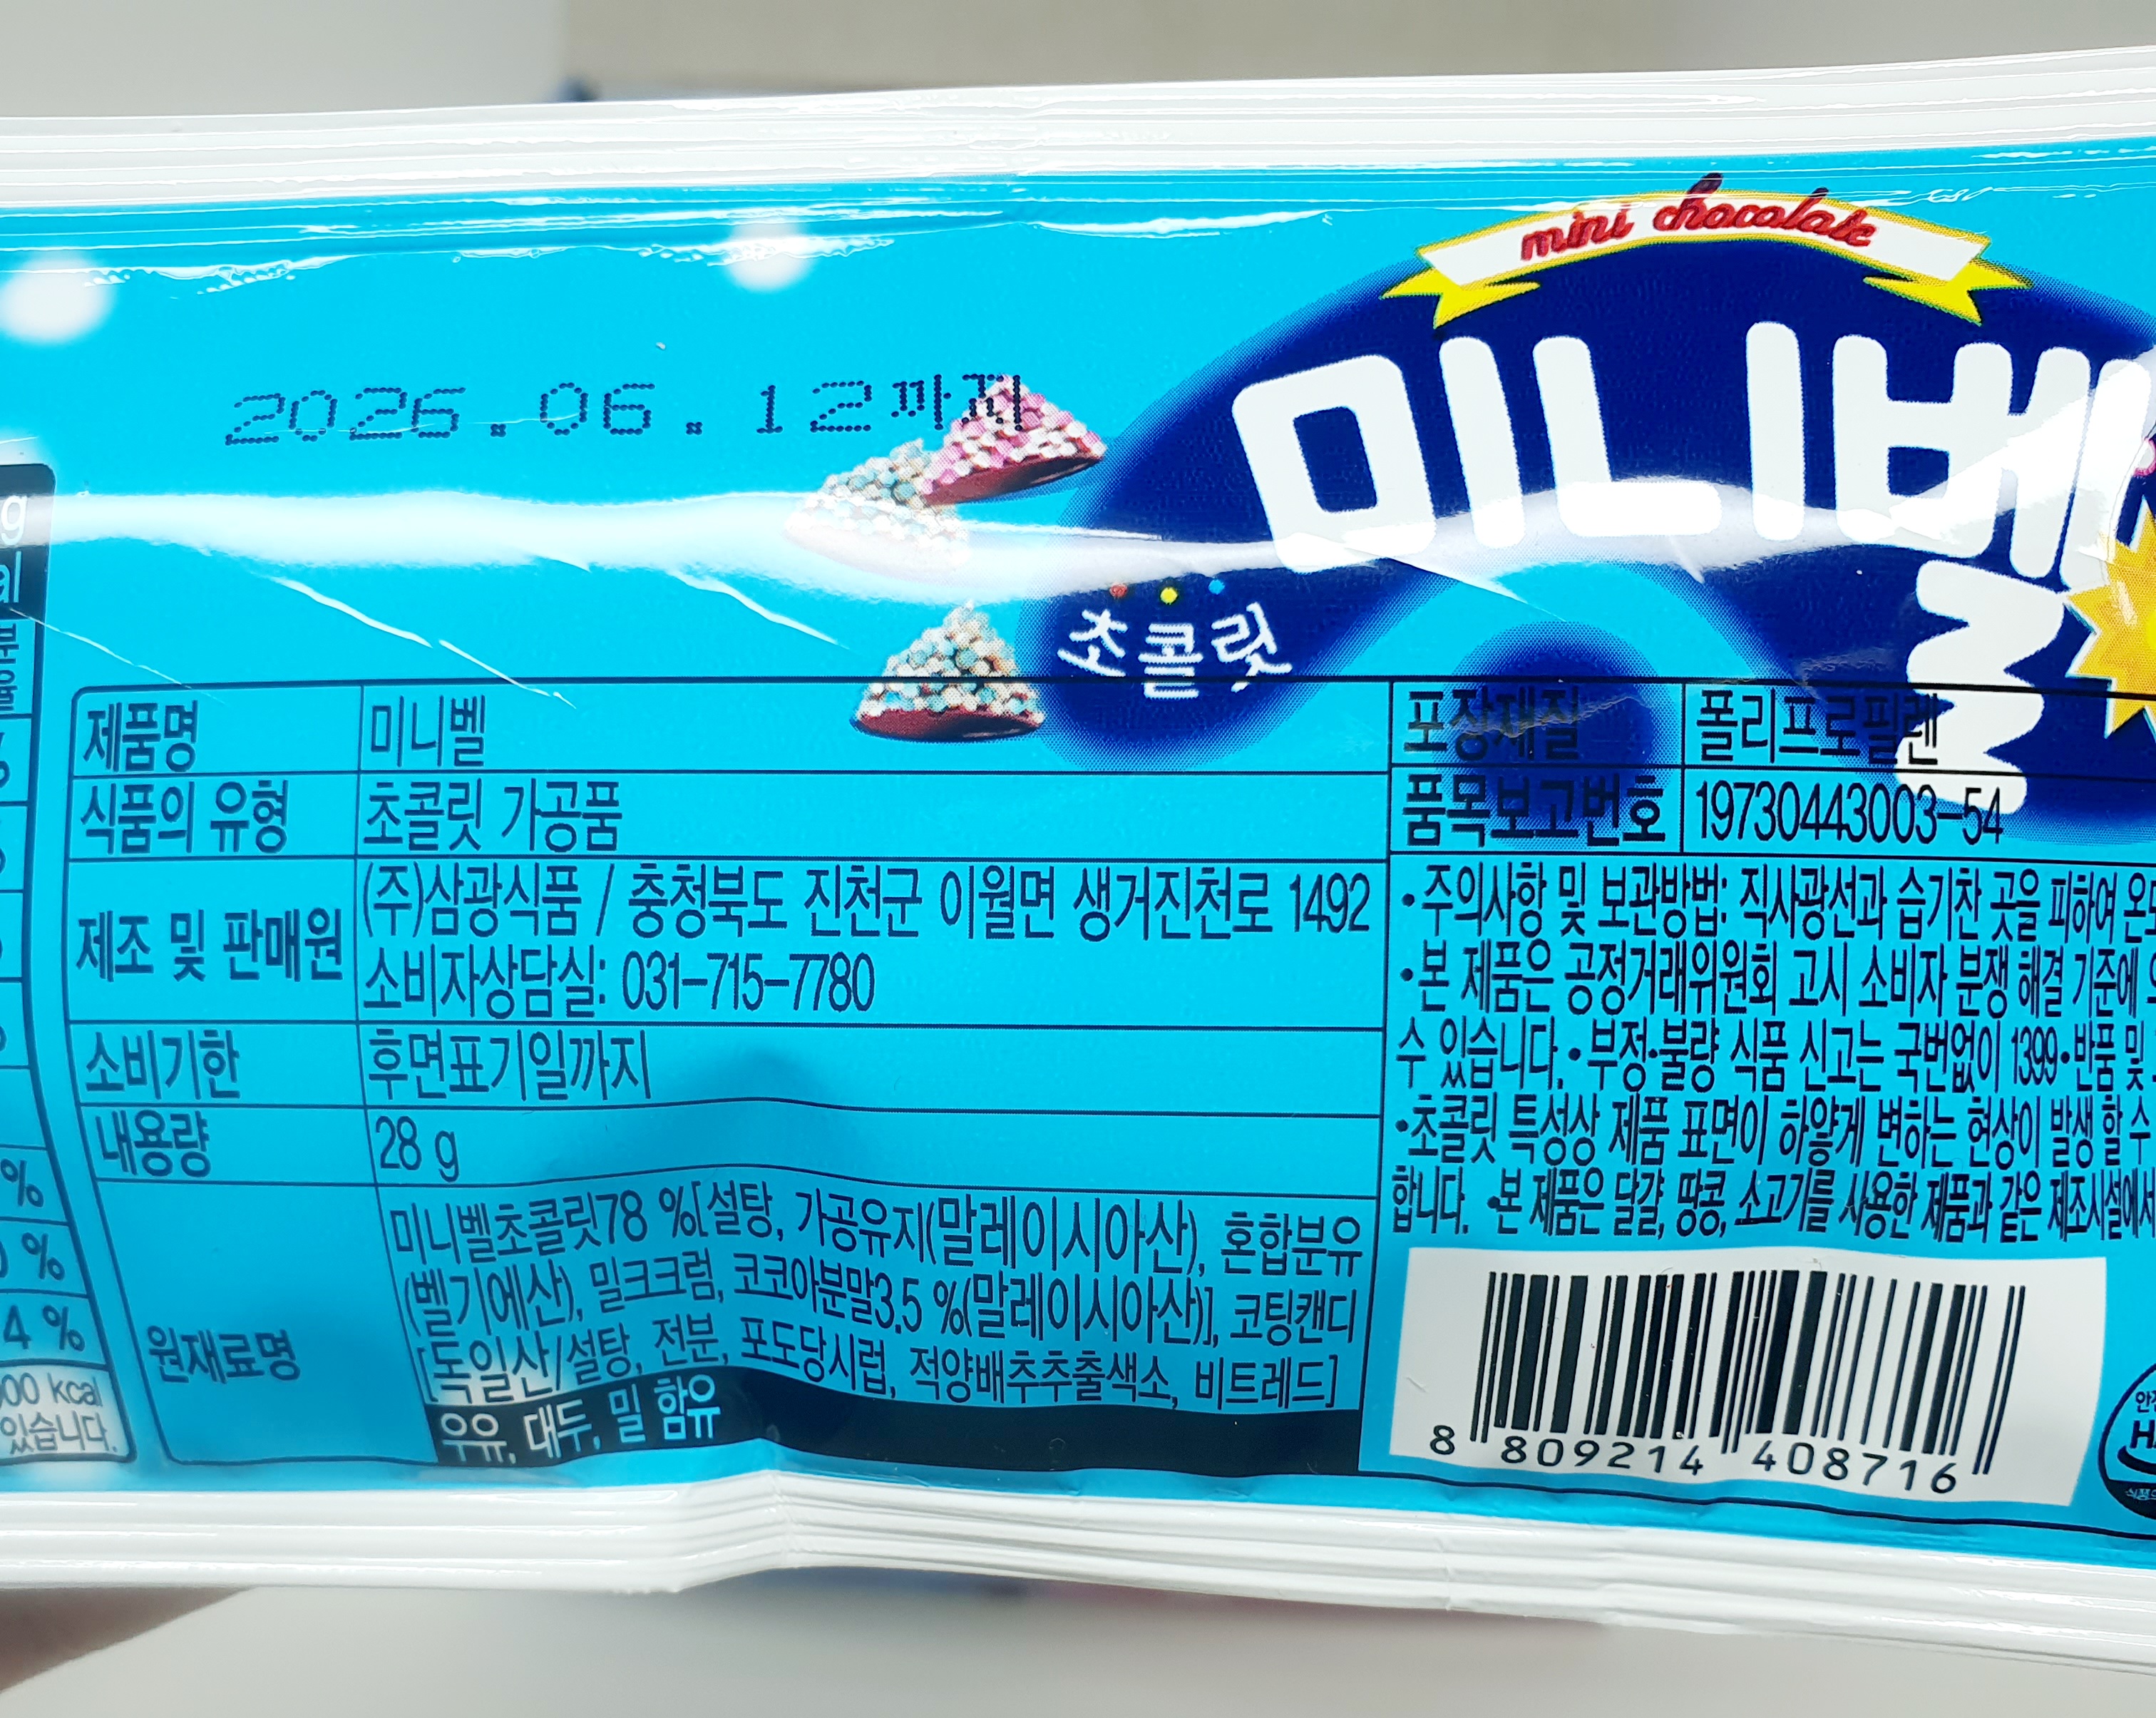 mini chocolate
미니벨
2026.06.12까지
초콜릿
제품명 미니벨
식품의 유형 초콜릿 가공품
제조 및 판매원 (주)삼광식품 / 충청북도 진천군 이월면 생거진천로 1492
소비자상담실: 031-715-7780
소비기한 후면표기일까지
내용량 28 g
원재료명 미니벨초콜릿78 %[설탕, 가공유지(말레이시아산), 혼합분유
(벨기에산), 밀크크럼, 코코아분말3.5 %(말레이시아산)], 코팅캔디
[독일산/설탕, 전분, 포도당시럽, 적양배추추출색소, 비트레드]
우유, 대두, 밀 함유
포장재질 폴리프로필렌
품목보고번호 19730443003-54
•주의사항 및 보관방법: 직사광선과 습기찬 곳을 피하여
•본 제품은 공정거래위원회 고시 소비자 분쟁 해결 기준에
수 있습니다. •부정·불량 식품 신고는 국번없이 1399 •반품 및
•초콜릿 특성상 제품 표면이 하얗게 변하는 현상이 발생 할 수
합니다. •본 제품은 달걀, 땅콩, 소고기를 사용한 제품과 같은 제조시설에서
8 809214 408716
g
%
%
4 %
00 kcal
있습니다.